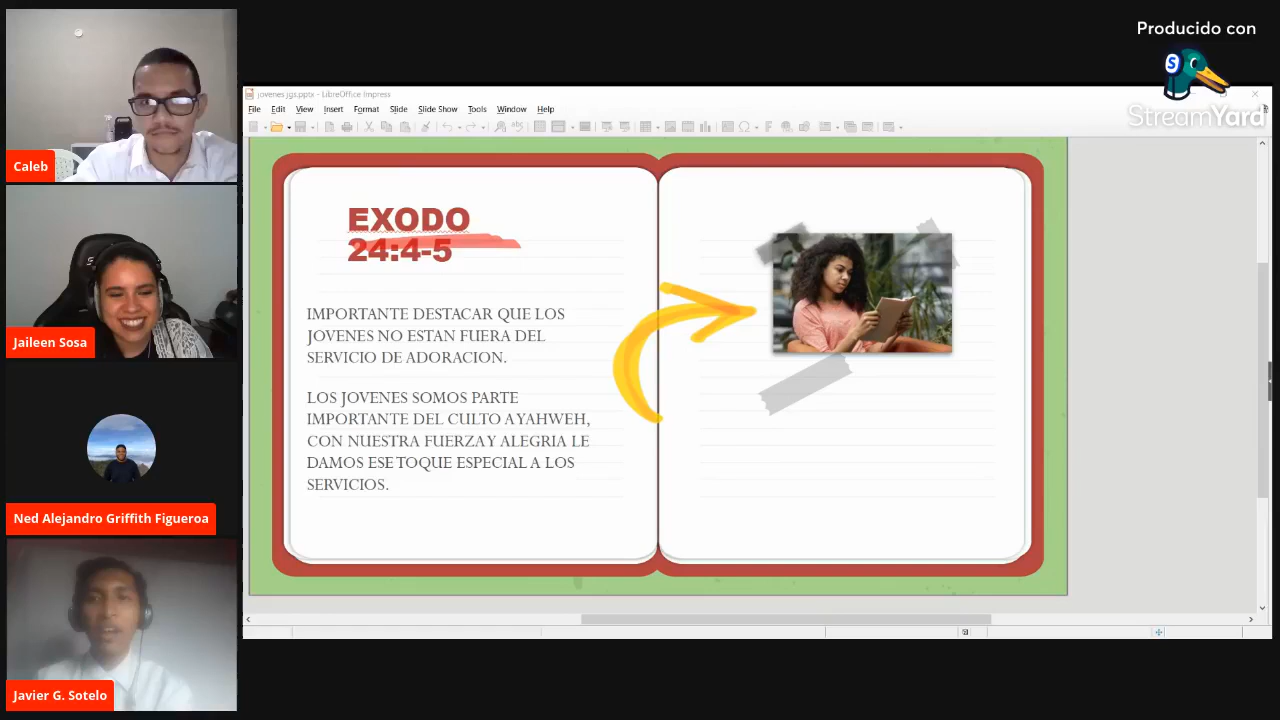 Producido con
S
StreamYard
jovenes jgs.pptx - LibreOffice Impress
File Edit View Insert Format Slide Slide Show Tools Window Help
EXODO
24:4-5
IMPORTANTE DESTACAR QUE LOS
JOVENES NO ESTAN FUERA DEL
SERVICIO DE ADORACION.
LOS JOVENES SOMOS PARTE
IMPORTANTE DEL CULTO A YAHWEH,
CON NUESTRA FUERZA Y ALEGRIA LE
DAMOS ESE TOQUE ESPECIAL A LOS
SERVICIOS.
Caleb
Jaileen Sosa
Ned Alejandro Griffith Figueroa
Javier G. Sotelo